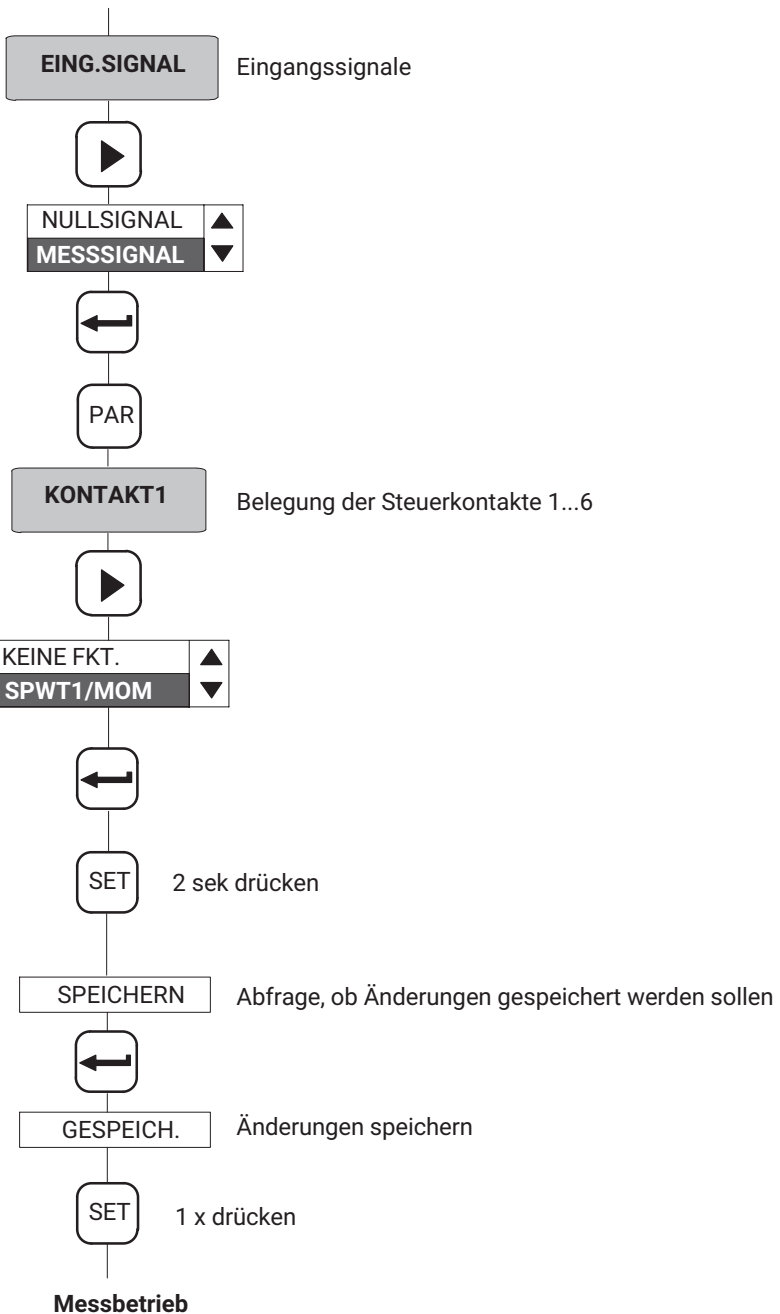 EING.SIGNAL
Eingangssignale
NULLSIGNAL
MESSSIGNAL
PAR
KONTAKT1
Belegung der Steuerkontakte 1...6
KEINE FKT.
SPWT1/MOM
SET
2 sek drücken
SPEICHERN
Abfrage, ob Änderungen gespeichert werden sollen
GESPEICH.
Änderungen speichern
SET
1 x drücken
Messbetrieb